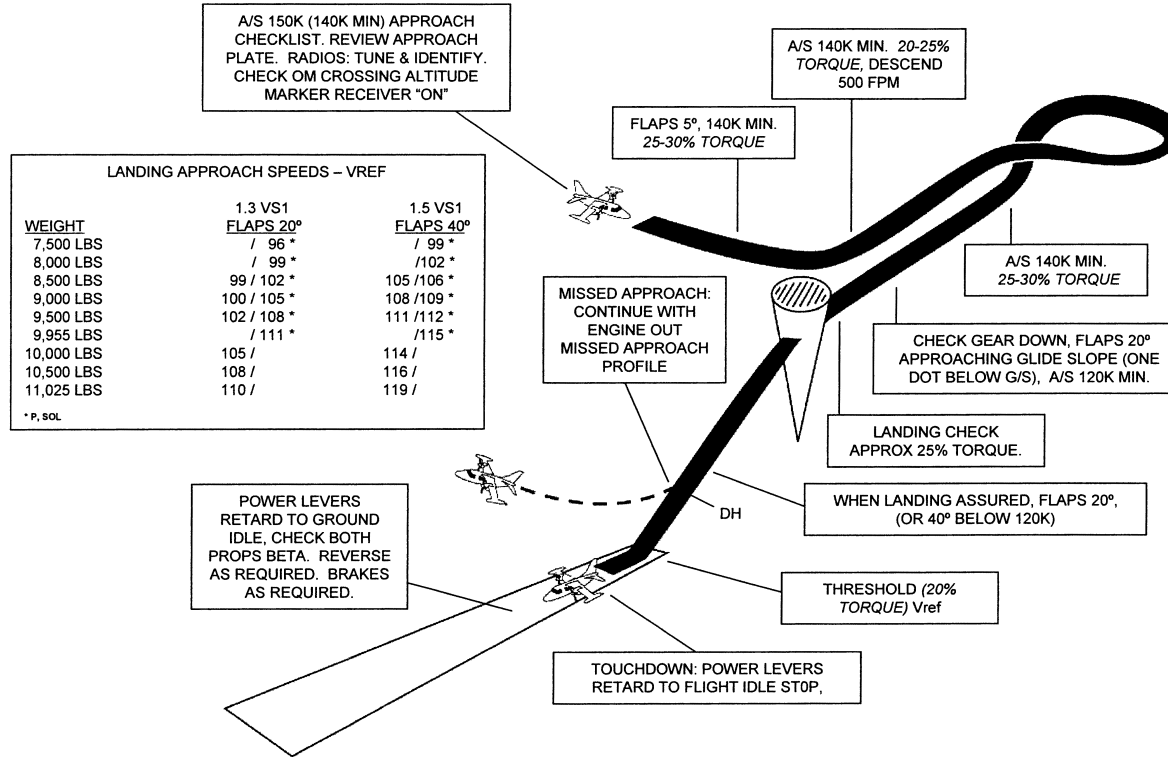 A/S 150K (140K MIN) APPROACH
CHECKLIST. REVIEW APPROACH
PLATE. RADIOS: TUNE & IDENTIFY.
CHECK OM CROSSING ALTITUDE
MARKER RECEIVER "ON"
A/S 140K MIN. 20-25%
TORQUE, DESCEND
500 FPM
FLAPS 5º, 140K MIN.
25-30% TORQUE
LANDING APPROACH SPEEDS – VREF
1.3 VS1 1.5 VS1
WEIGHT FLAPS 20º FLAPS 40º
7,500 LBS / 96 * / 99 *
8,000 LBS / 99 * /102 *
8,500 LBS 99 / 102 * 105 /106 *
9,000 LBS 100 / 105 * 108 /109 *
9,500 LBS 102 / 108 * 111 /112 *
9,955 LBS / 111 * /115 *
10,000 LBS 105 / 114 /
10,500 LBS 108 / 116 /
11,025 LBS 110 / 119 /
* P, SOL
A/S 140K MIN.
25-30% TORQUE
MISSED APPROACH:
CONTINUE WITH
ENGINE OUT
MISSED APPROACH
PROFILE
CHECK GEAR DOWN, FLAPS 20º
APPROACHING GLIDE SLOPE (ONE
DOT BELOW G/S), A/S 120K MIN.
LANDING CHECK
APPROX 25% TORQUE.
POWER LEVERS
RETARD TO GROUND
IDLE, CHECK BOTH
PROPS BETA. REVERSE
AS REQUIRED. BRAKES
AS REQUIRED.
DH
WHEN LANDING ASSURED, FLAPS 20º,
(OR 40º BELOW 120K)
THRESHOLD (20%
TORQUE) Vref
TOUCHDOWN: POWER LEVERS
RETARD TO FLIGHT IDLE ST0P,